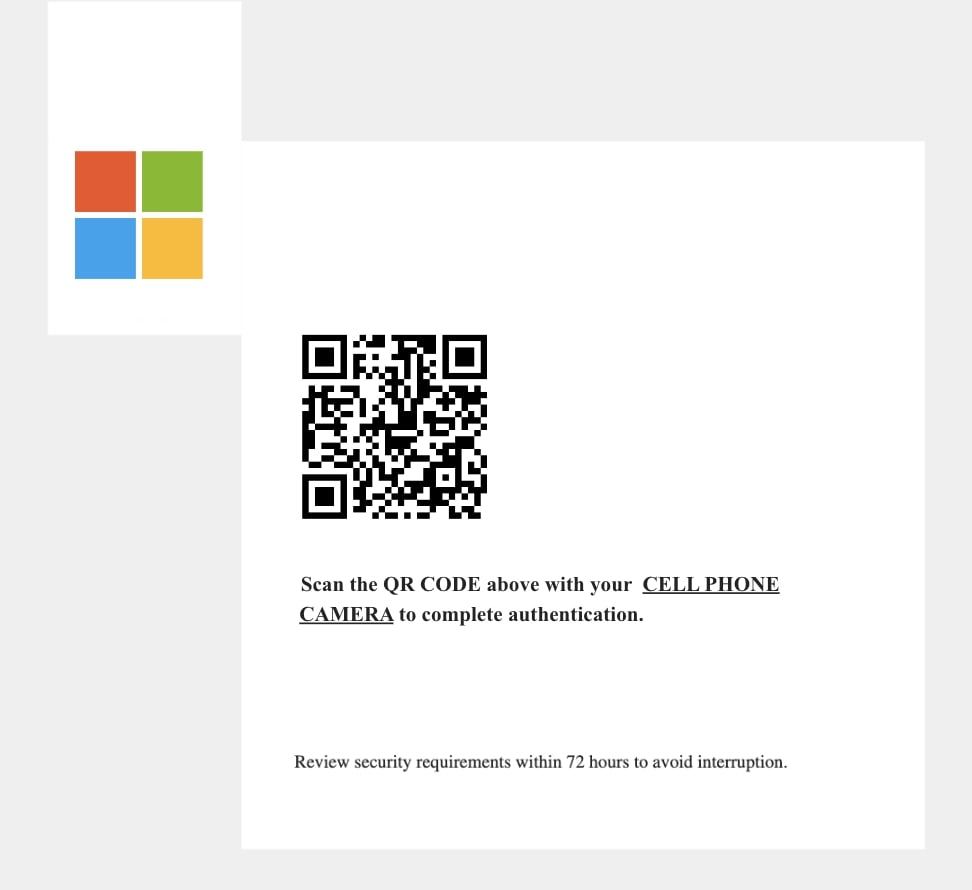 Scan the QR CODE above with your CELL PHONE
CAMERA to complete authentication.
Review security requirements within 72 hours to avoid interruption.